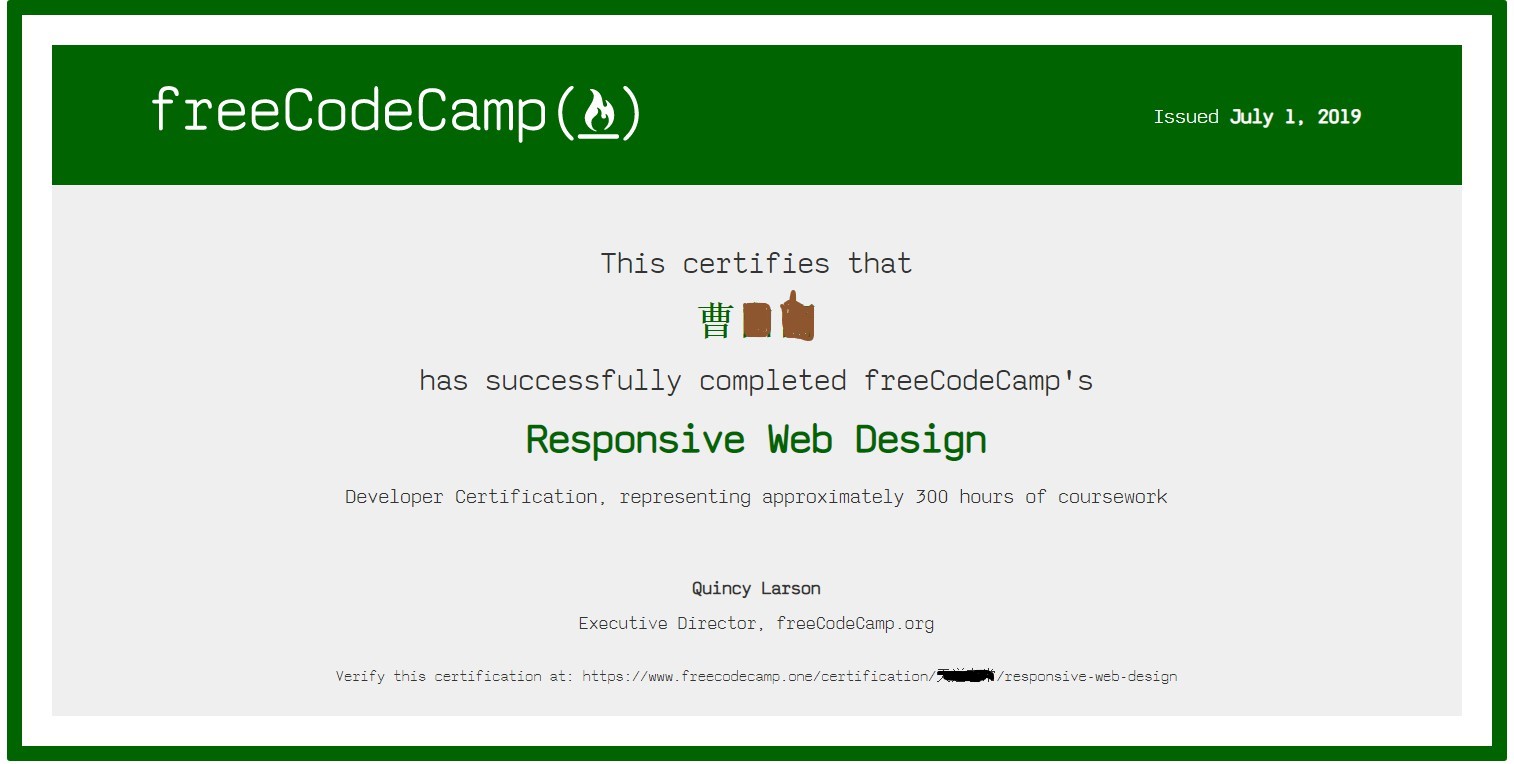 freeCodeCamp
Issued July 1, 2019
This certifies that
曹
has successfully completed freeCodeCamp's
Responsive Web Design
Developer Certification, representing approximately 300 hours of coursework
Quincy Larson
Executive Director, freeCodeCamp.org
Verify this certification at: https://www.freecodecamp.one/certification/ /responsive-web-design